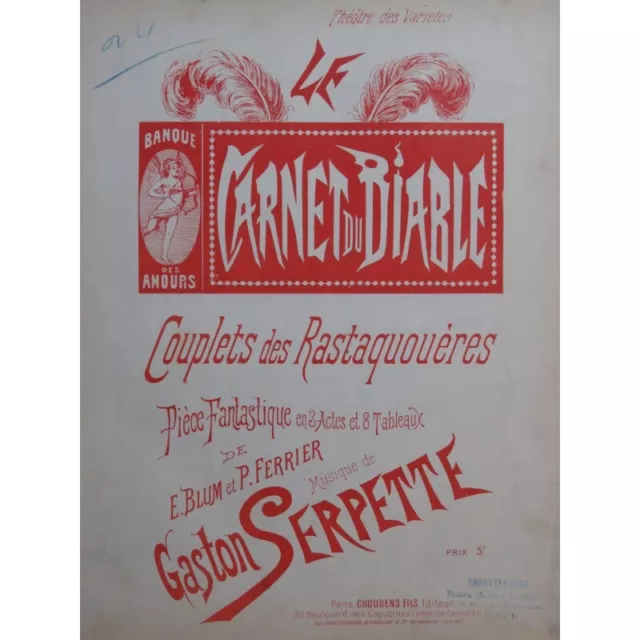 Théâtre des Variétés
LE
BANQUE
DES
AMOURS
CARNET DU DIABLE
Couplets des Rastaquouères
Pièce Fantastique en 3 Actes et 8 Tableaux
DE
E. BLUM et P. FERRIER
Musique de
Gaston SERPETTE
PRIX 5f
Paris, CHOUDENS FILS, Editeur
30 Boulevard des Capucines